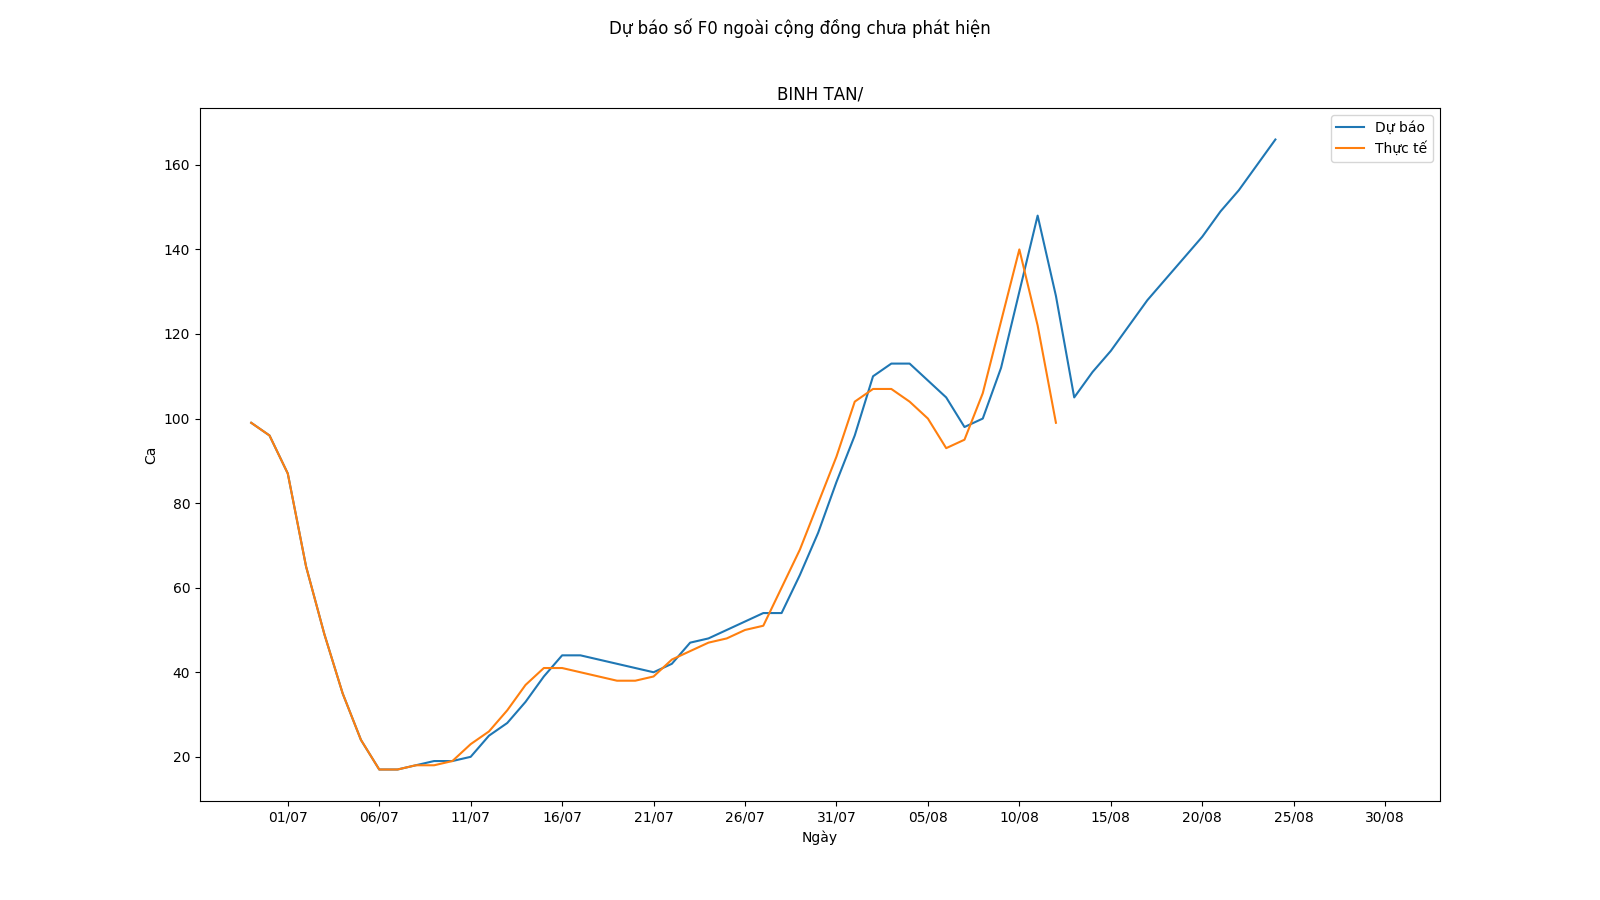 Dự báo số F0 ngoài cộng đồng chưa phát hiện
BINH TAN/
Dự báo
Thực tế
160
140
120
100
80
60
40
20
Ca
01/07 06/07 11/07 16/07 21/07 26/07 31/07 05/08 10/08 15/08 20/08 25/08 30/08
Ngày